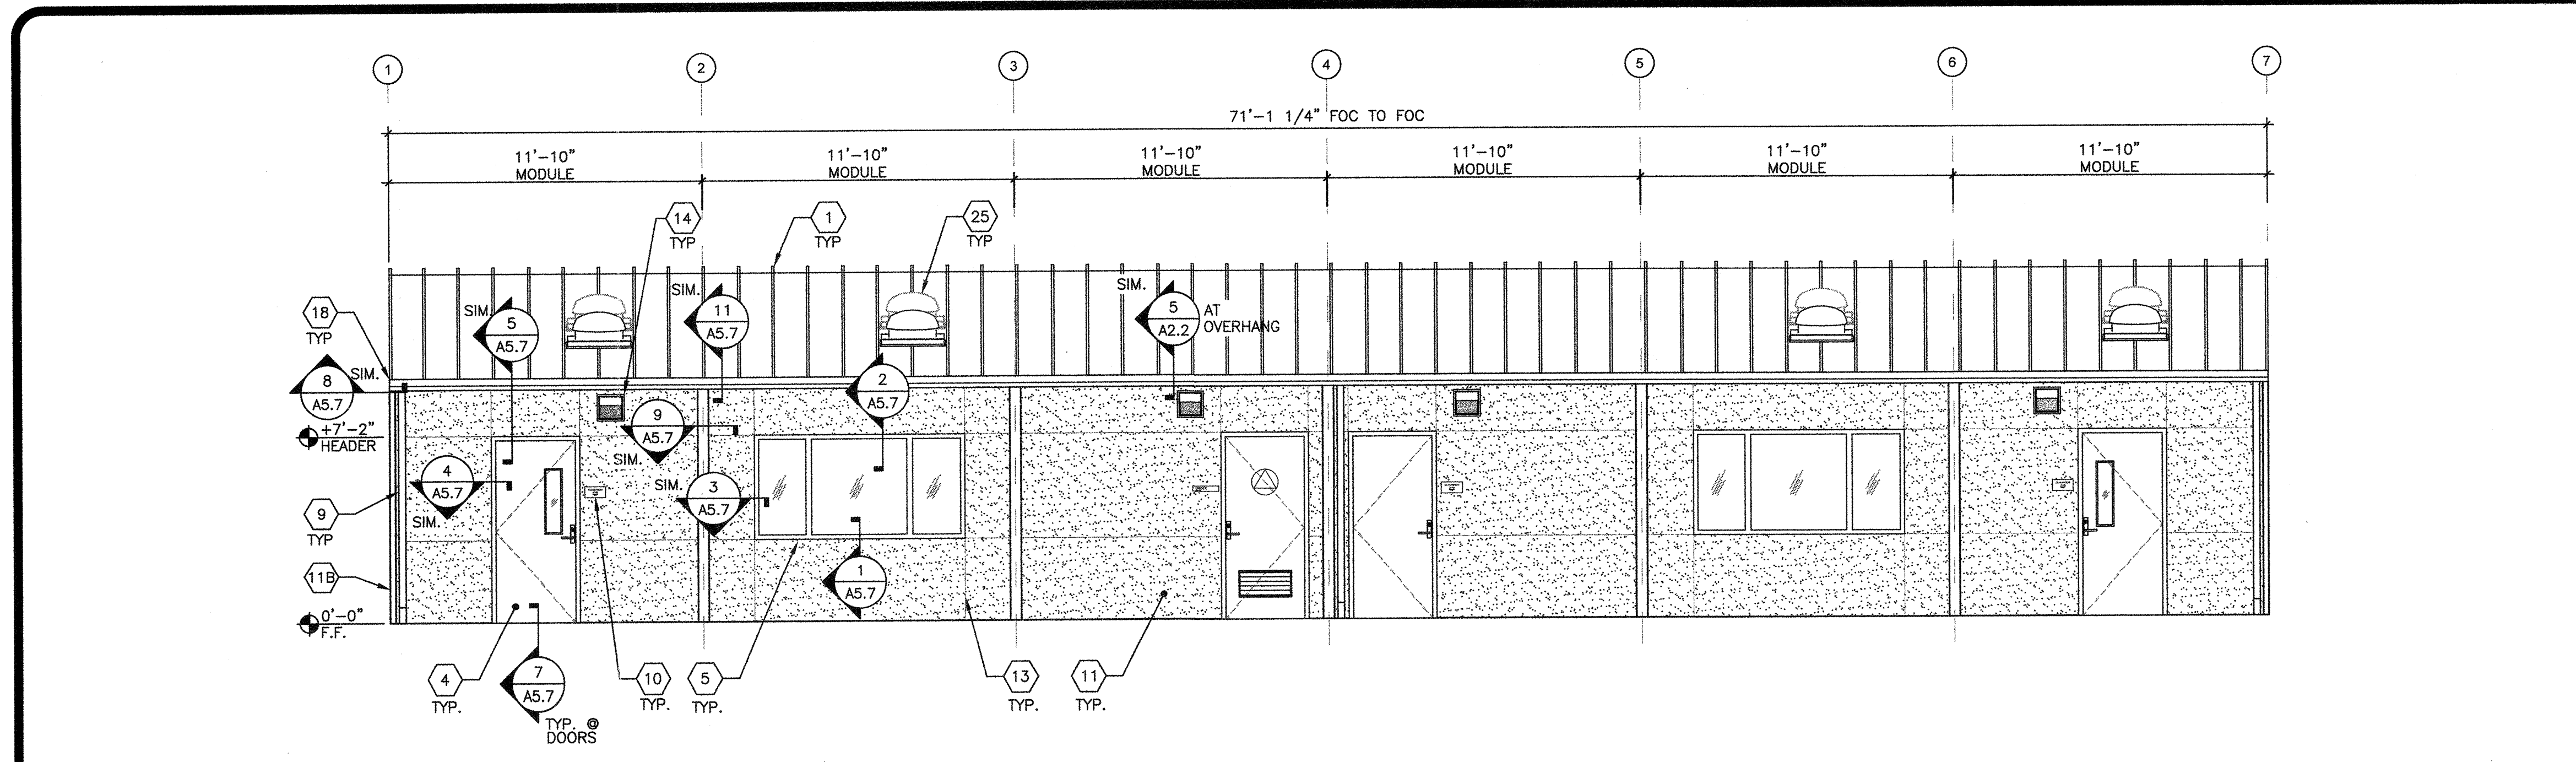 1 2 3 4 5 6 7
71'-1 1/4" FOC TO FOC
11'-10" 11'-10" 11'-10" 11'-10" 11'-10" 11'-10"
MODULE MODULE MODULE MODULE MODULE MODULE
14
TYP
1
TYP
25
TYP
18
TYP
SIM.
5
A5.7
SIM.
11
A5.7
SIM.
5
A2.2
AT
OVERHANG
8
A5.7
SIM.
2
A5.7
9
A5.7
SIM.
+7'-2"
HEADER
4
A5.7
SIM.
SIM.
3
A5.7
9
TYP
11B
1
A5.7
0'-0"
F.F.
4
TYP.
7
A5.7
TYP. @
DOORS
10
TYP.
5
TYP.
13
TYP.
11
TYP.